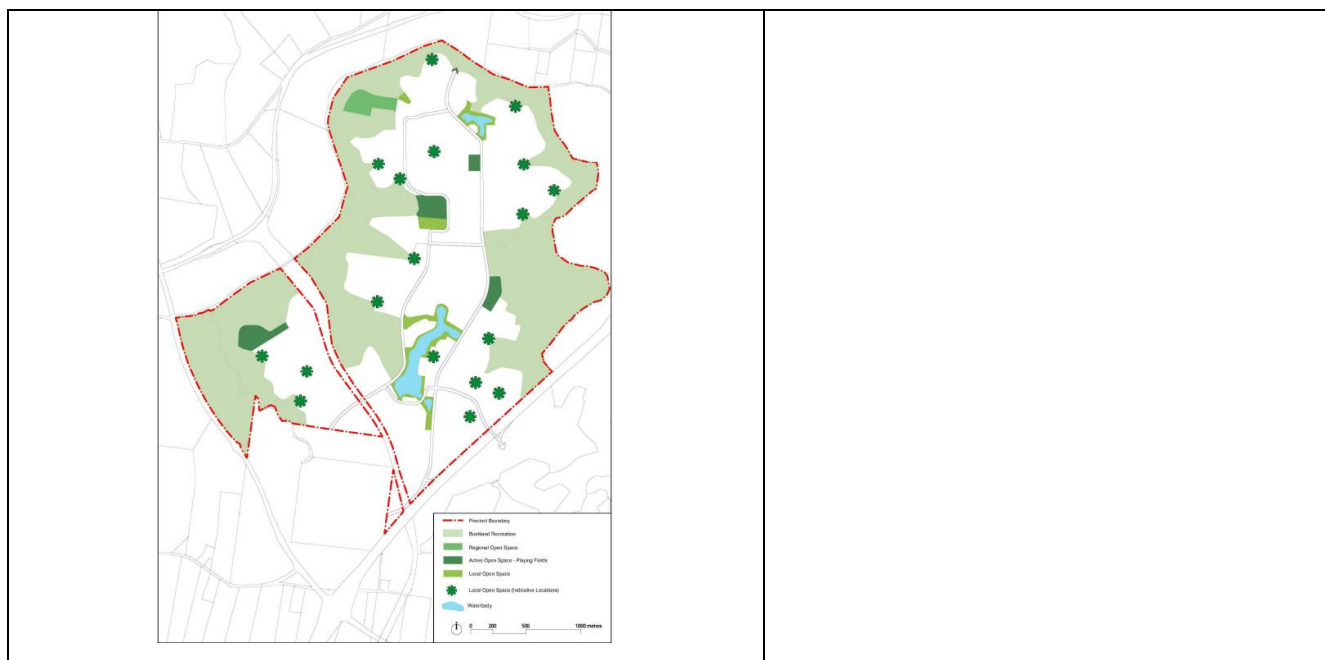 Precinct Boundary
Bushland Recreation
Regional Open Space
Active Open Space - Playing Fields
Local Open Space
Local Open Space (Indicative Locations)
Waterbody
0 200 500 1000 meters